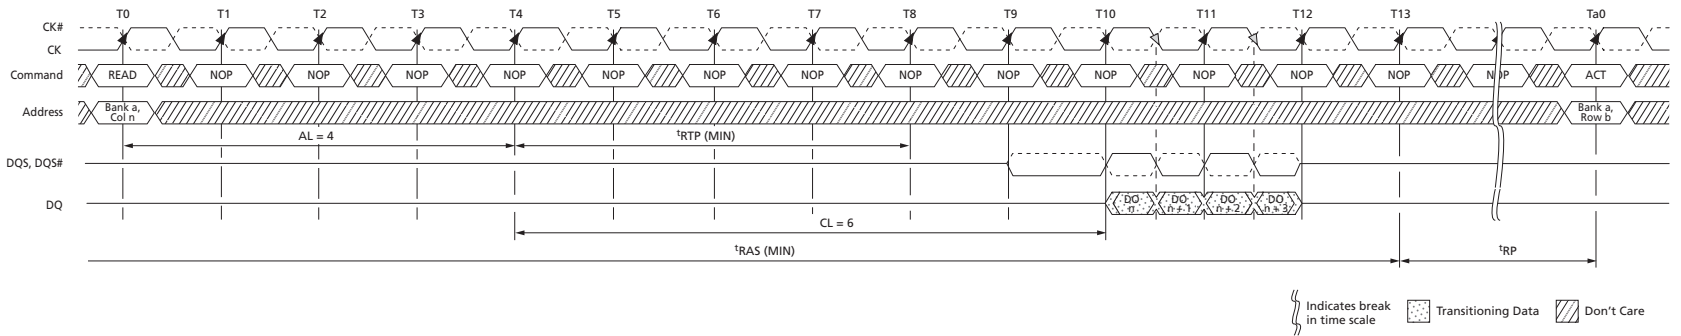 T0 T1 T2 T3 T4 T5 T6 T7 T8 T9 T10 T11 T12 T13 Ta0
CK#
CK
Command READ NOP NOP NOP NOP NOP NOP NOP NOP NOP NOP NOP NOP NOP NOP ACT
Address Bank a, Col n Bank a, Row b
AL = 4 tRTP (MIN)
DQS, DQS#
DQ DO n DO n + 1 DO n + 2 DO n + 3
CL = 6
tRAS (MIN) tRP
Indicates break in time scale Transitioning Data Don't Care